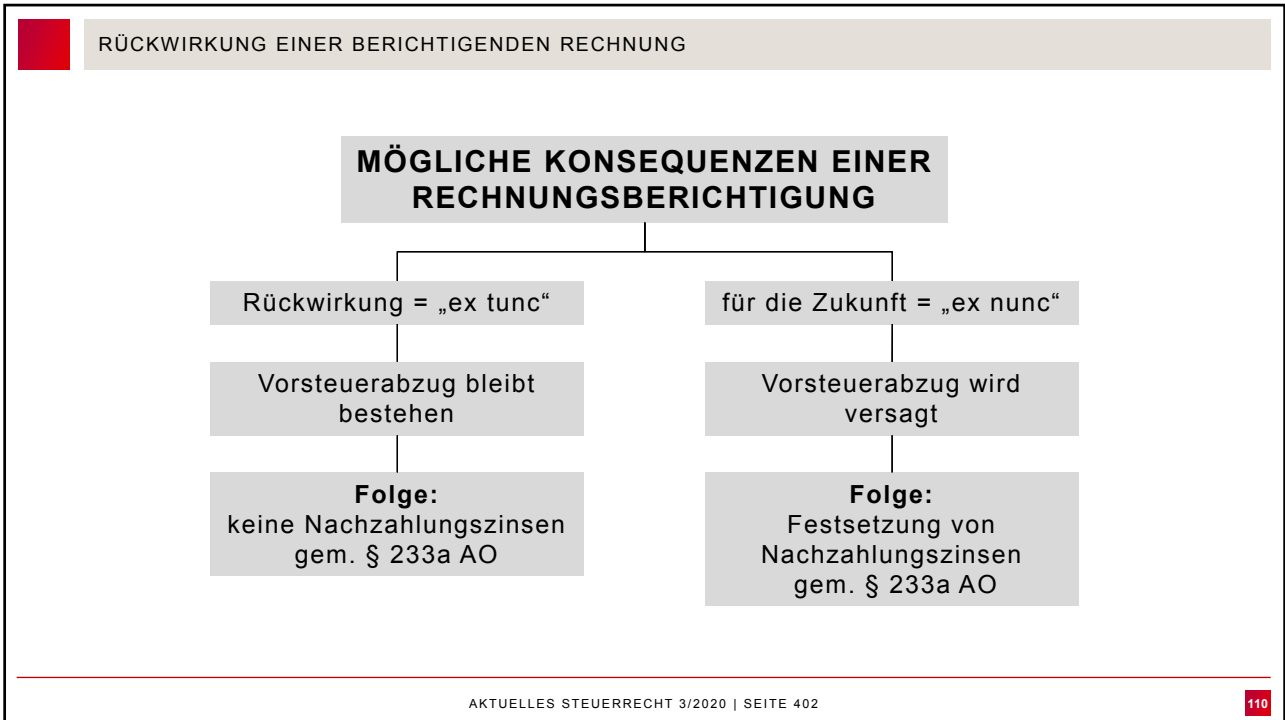 RÜCKWIRKUNG EINER BERICHTIGENDEN RECHNUNG
MÖGLICHE KONSEQUENZEN EINER
RECHNUNGSBERICHTIGUNG
Rückwirkung = „ex tunc“
Vorsteuerabzug bleibt
bestehen
Folge:
keine Nachzahlungszinsen
gem. § 233a AO
für die Zukunft = „ex nunc“
Vorsteuerabzug wird
versagt
Folge:
Festsetzung von
Nachzahlungszinsen
gem. § 233a AO
AKTUELLES STEUERRECHT 3/2020 | SEITE 402
110